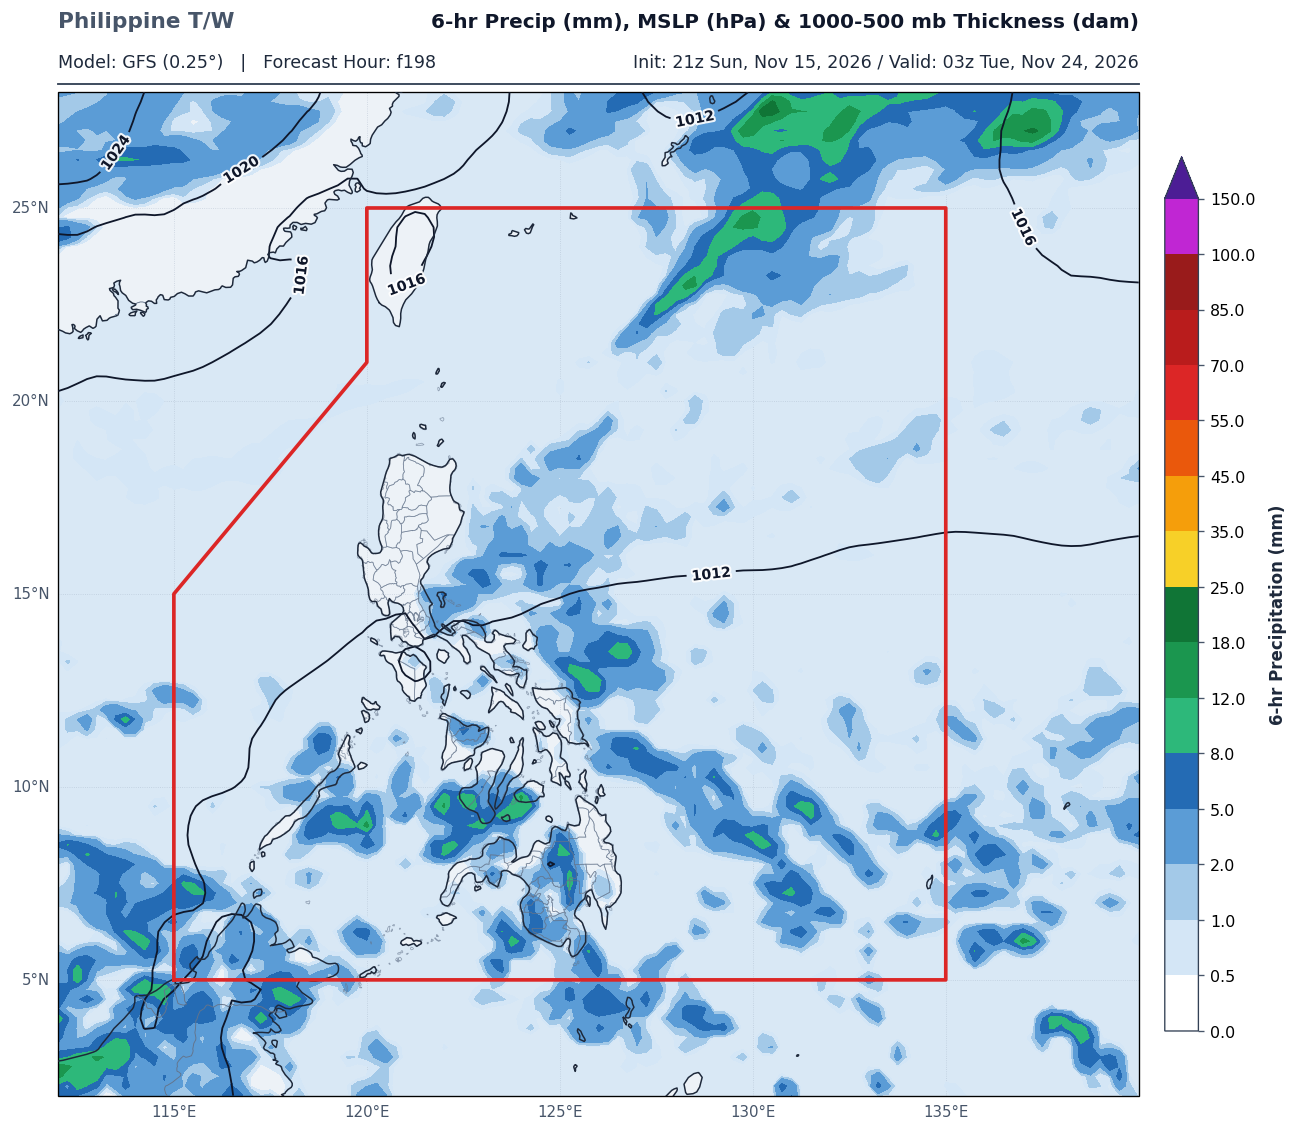 Philippine T/W
6-hr Precip (mm), MSLP (hPa) & 1000-500 mb Thickness (dam)
Model: GFS (0.25°) | Forecast Hour: f198
Init: 21z Sun, Nov 15, 2026 / Valid: 03z Tue, Nov 24, 2026
1024
1020
1012
1016
1016
1016
1012
25°N
20°N
15°N
10°N
5°N
115°E
120°E
125°E
130°E
135°E
150.0
100.0
85.0
70.0
55.0
45.0
35.0
25.0
18.0
12.0
8.0
5.0
2.0
1.0
0.5
0.0
6-hr Precipitation (mm)